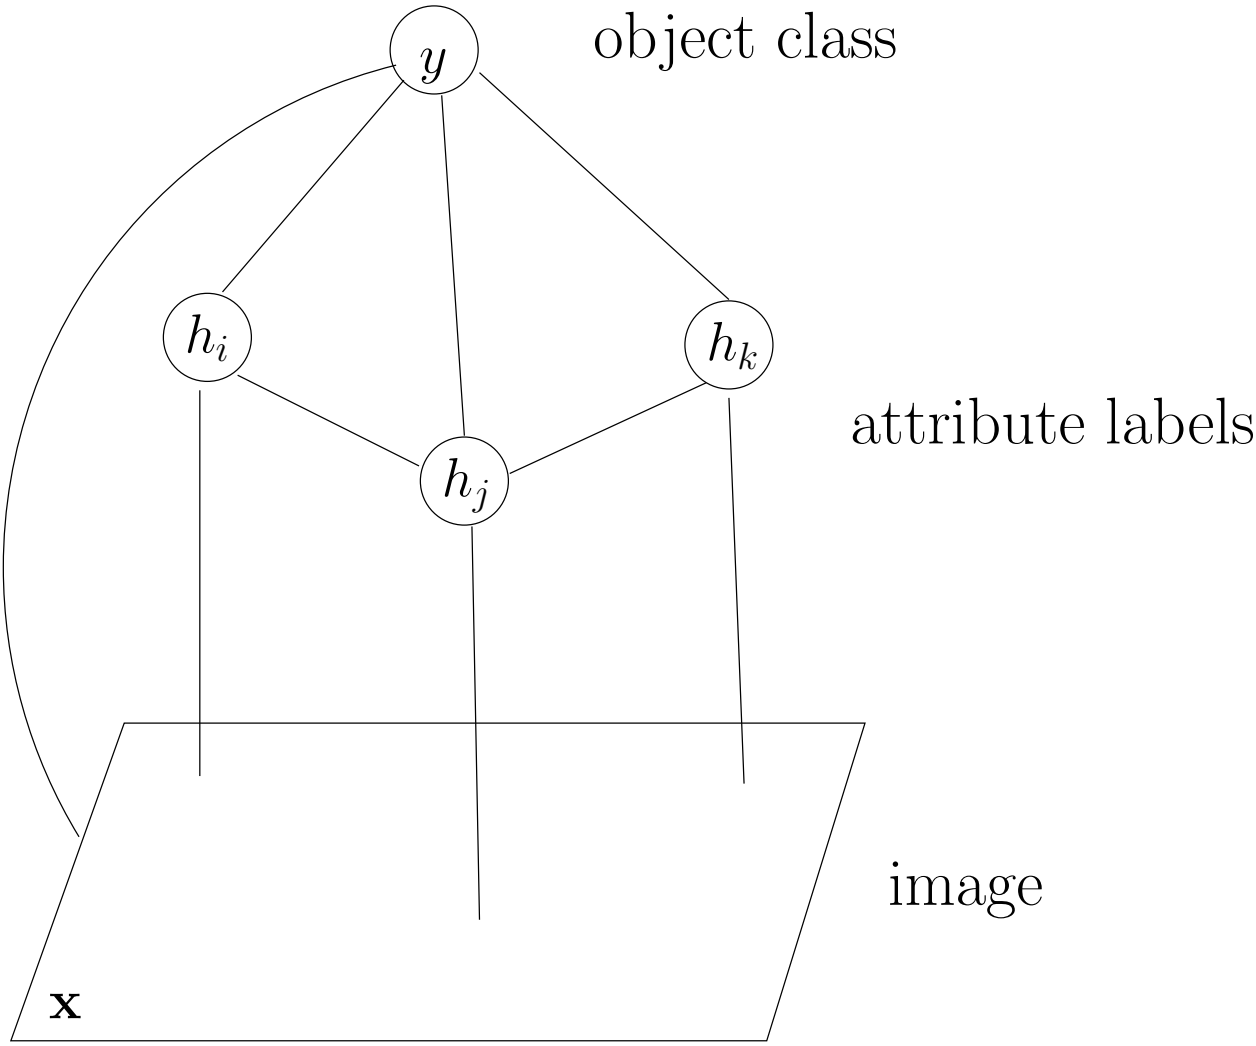 y object class
h_i
h_k
attribute labels
h_j
image
x